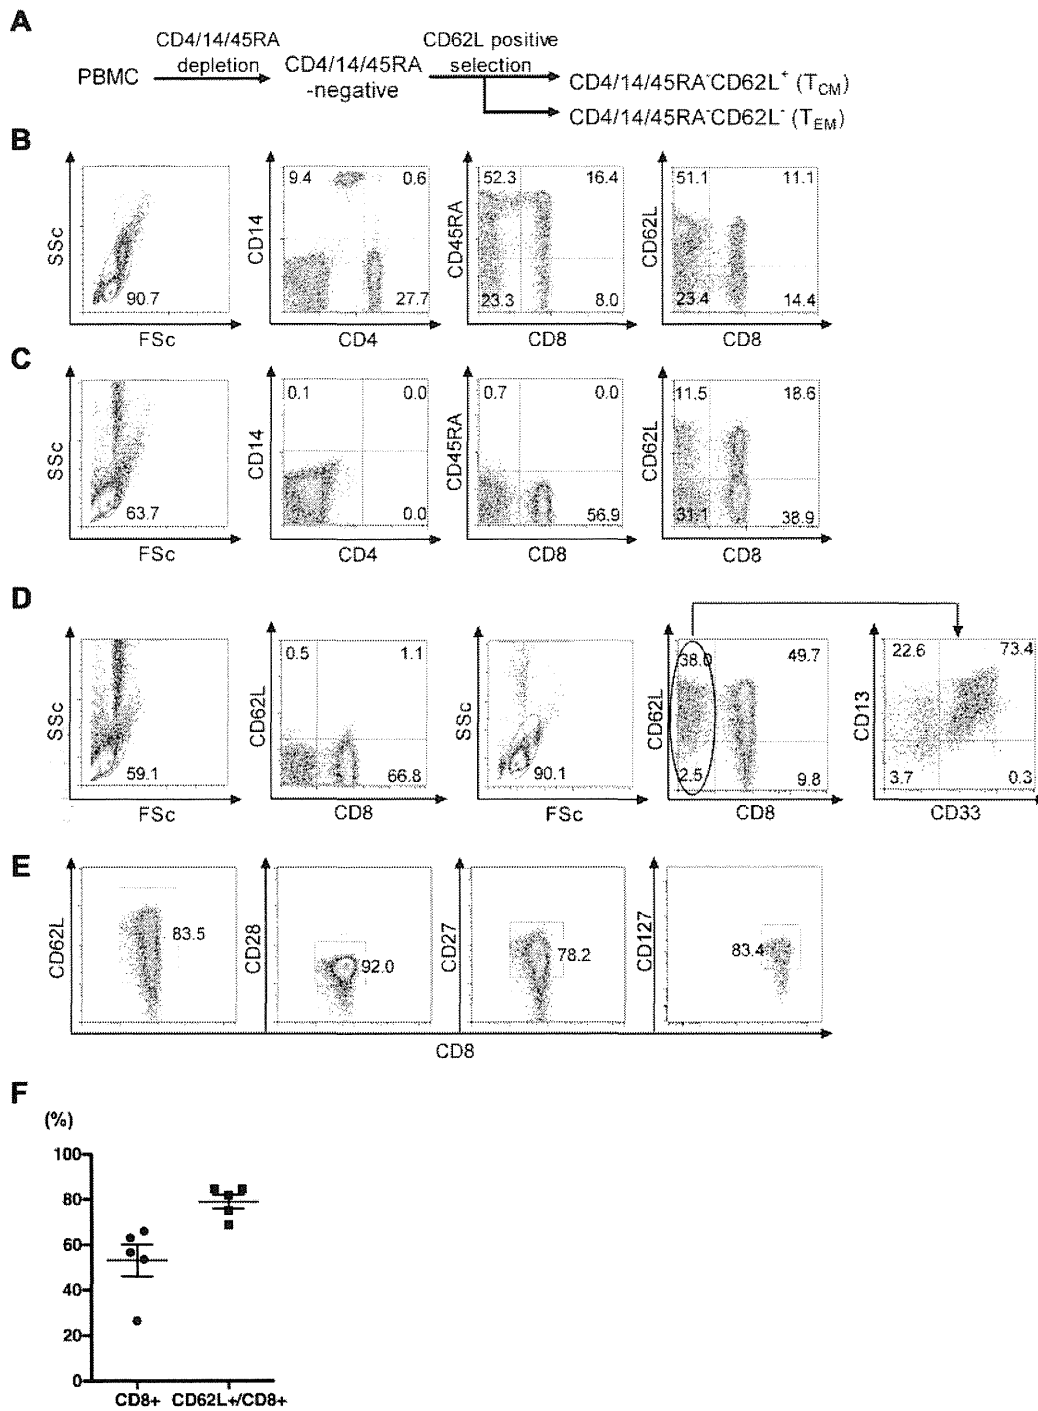 A
CD4/14/45RA
depletion
CD62L positive
selection
PBMC
CD4/14/45RA
-negative
CD4/14/45RA-CD62L+ (TCM)
CD4/14/45RA-CD62L- (TEM)
B
SSc
90.7
FSc
CD14
9.4 0.6
27.7
CD4
CD45RA
52.3 16.4
23.3 8.0
CD8
CD62L
51.1 11.1
23.4 14.4
CD8
C
SSc
63.7
FSc
CD14
0.1 0.0
0.0
CD4
CD45RA
0.7 0.0
56.9
CD8
CD62L
11.5 18.6
31.1 38.9
CD8
D
SSc
59.1
FSc
CD62L
0.5 1.1
66.8
CD8
SSc
90.1
FSc
CD62L
38.0 49.7
2.5 9.8
CD8
CD13
22.6 73.4
3.7 0.3
CD33
E
CD62L
83.5
CD28
92.0
CD27
78.2
CD127
83.4
CD8
F
(%)
100
80
60
40
20
0
CD8+ CD62L+/CD8+